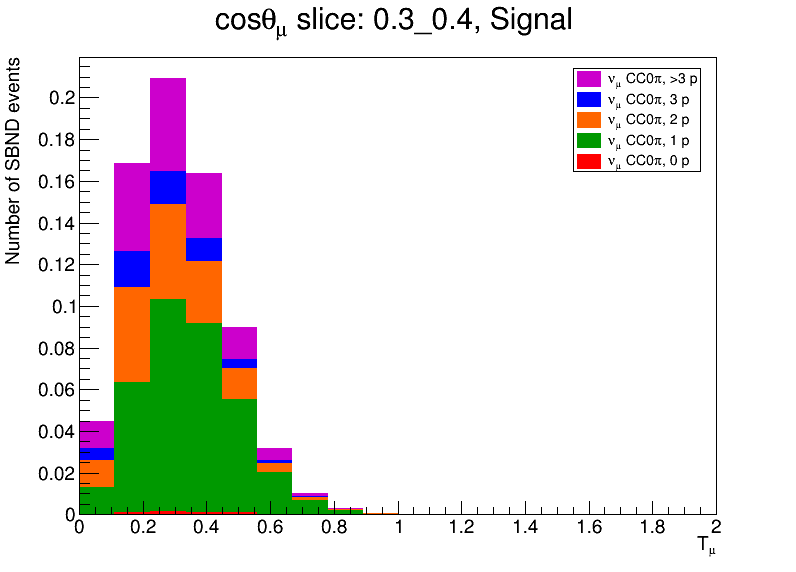 cosθμ slice: 0.3_0.4, Signal
Number of SBND events
νμ CC0π, >3 p
νμ CC0π, 3 p
νμ CC0π, 2 p
νμ CC0π, 1 p
νμ CC0π, 0 p
0.2
0.18
0.16
0.14
0.12
0.1
0.08
0.06
0.04
0.02
0
0 0.2 0.4 0.6 0.8 1 1.2 1.4 1.6 1.8 2
Tμ